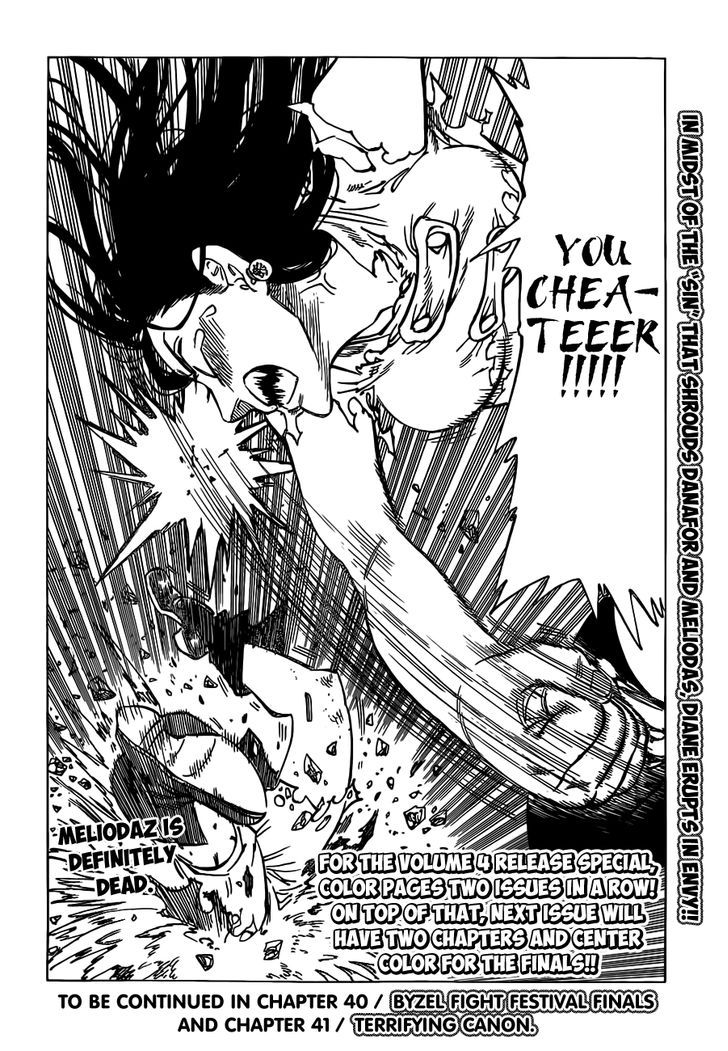 YOU
CHEA-
TEEER
!!!!!
IN MIDST OF THE "SIN" THAT SHROUDS DANAFOR AND MELIODAS, DIANE ERUPTS IN ENVY!!
MELIODAZ IS
DEFINITELY
DEAD.
FOR THE VOLUME 4 RELEASE SPECIAL,
COLOR PAGES TWO ISSUES IN A ROW!
ON TOP OF THAT, NEXT ISSUE WILL
HAVE TWO CHAPTERS AND CENTER
COLOR FOR THE FINALS!!
TO BE CONTINUED IN CHAPTER 40 / BYZEL FIGHT FESTIVAL FINALS
AND CHAPTER 41 / TERRIFYING CANON.